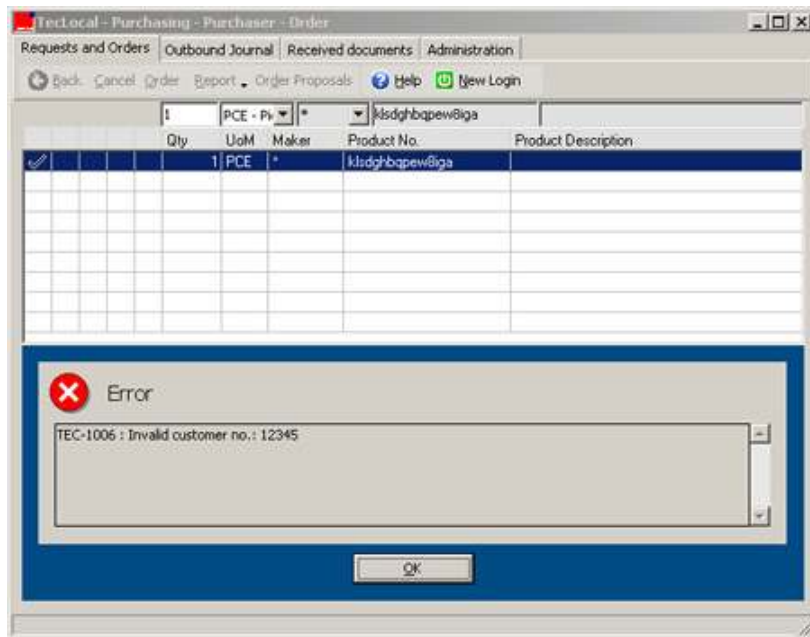 TecLocal - Purchasing - Purchaser - Order
Requests and Orders Outbound Journal Received documents Administration
Back Cancel Order Report Order Proposals Help New Login
1 PCE - Pi * klsdghbqpew8iga
Qty UoM Maker Product No. Product Description
1 PCE * klsdghbqpew8iga
Error
TEC-1006 : Invalid customer no.: 12345
OK